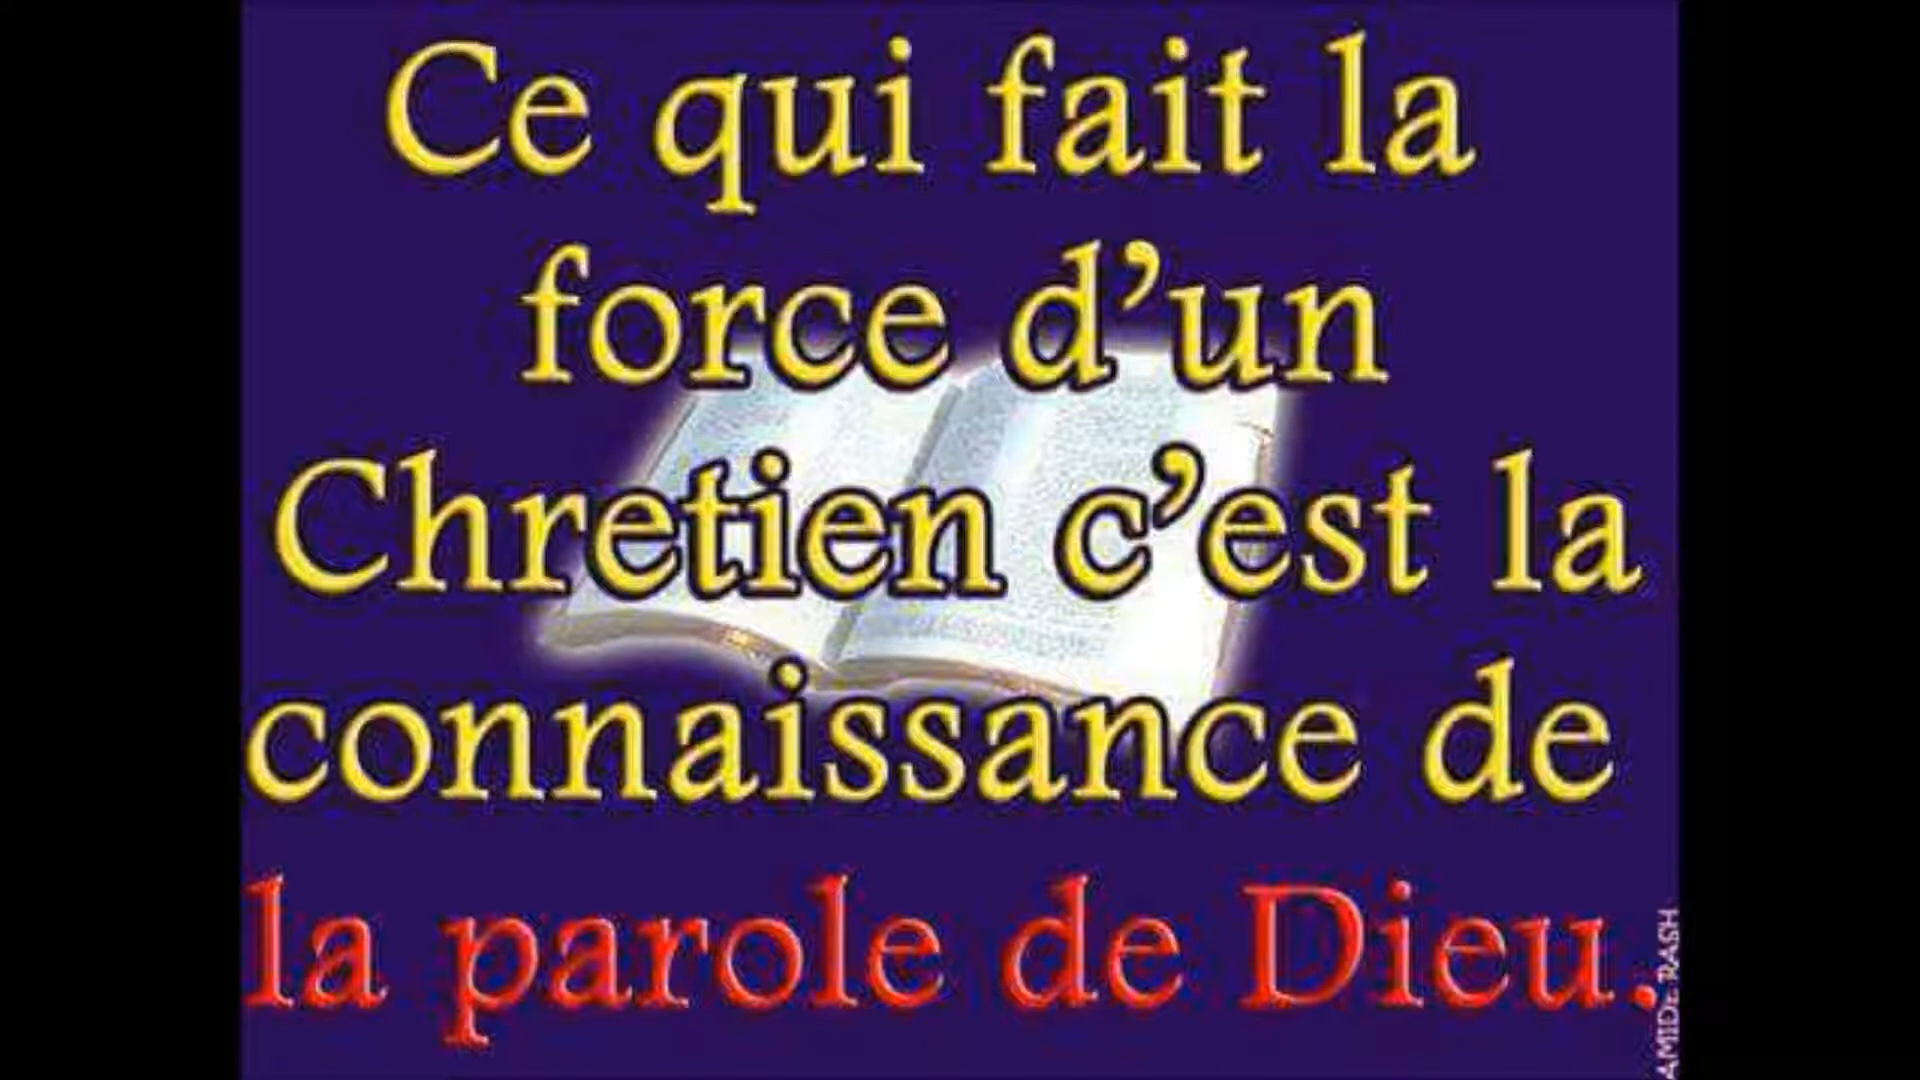 Ce qui fait la
force d’un
Chretien c’est la
connaissance de
la parole de Dieu.